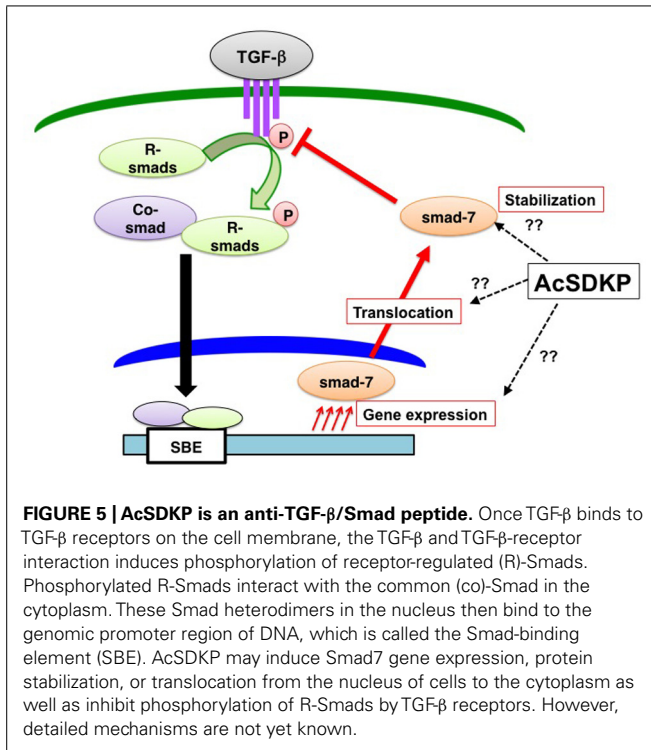 TGF-β
P
R-
smads
Co-
smad
R-
smads
P
smad-7
Stabilization
??
AcSDKP
??
Translocation
??
smad-7
Gene expression
SBE
FIGURE 5 | AcSDKP is an anti-TGF-β/Smad peptide. Once TGF-β binds to
TGF-β receptors on the cell membrane, the TGF-β and TGF-β-receptor
interaction induces phosphorylation of receptor-regulated (R)-Smads.
Phosphorylated R-Smads interact with the common (co)-Smad in the
cytoplasm. These Smad heterodimers in the nucleus then bind to the
genomic promoter region of DNA, which is called the Smad-binding
element (SBE). AcSDKP may induce Smad7 gene expression, protein
stabilization, or translocation from the nucleus of cells to the cytoplasm as
well as inhibit phosphorylation of R-Smads by TGF-β receptors. However,
detailed mechanisms are not yet known.